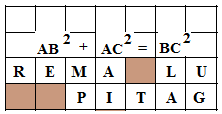 AB² + AC² = BC²
R E M A L U
P I T A G